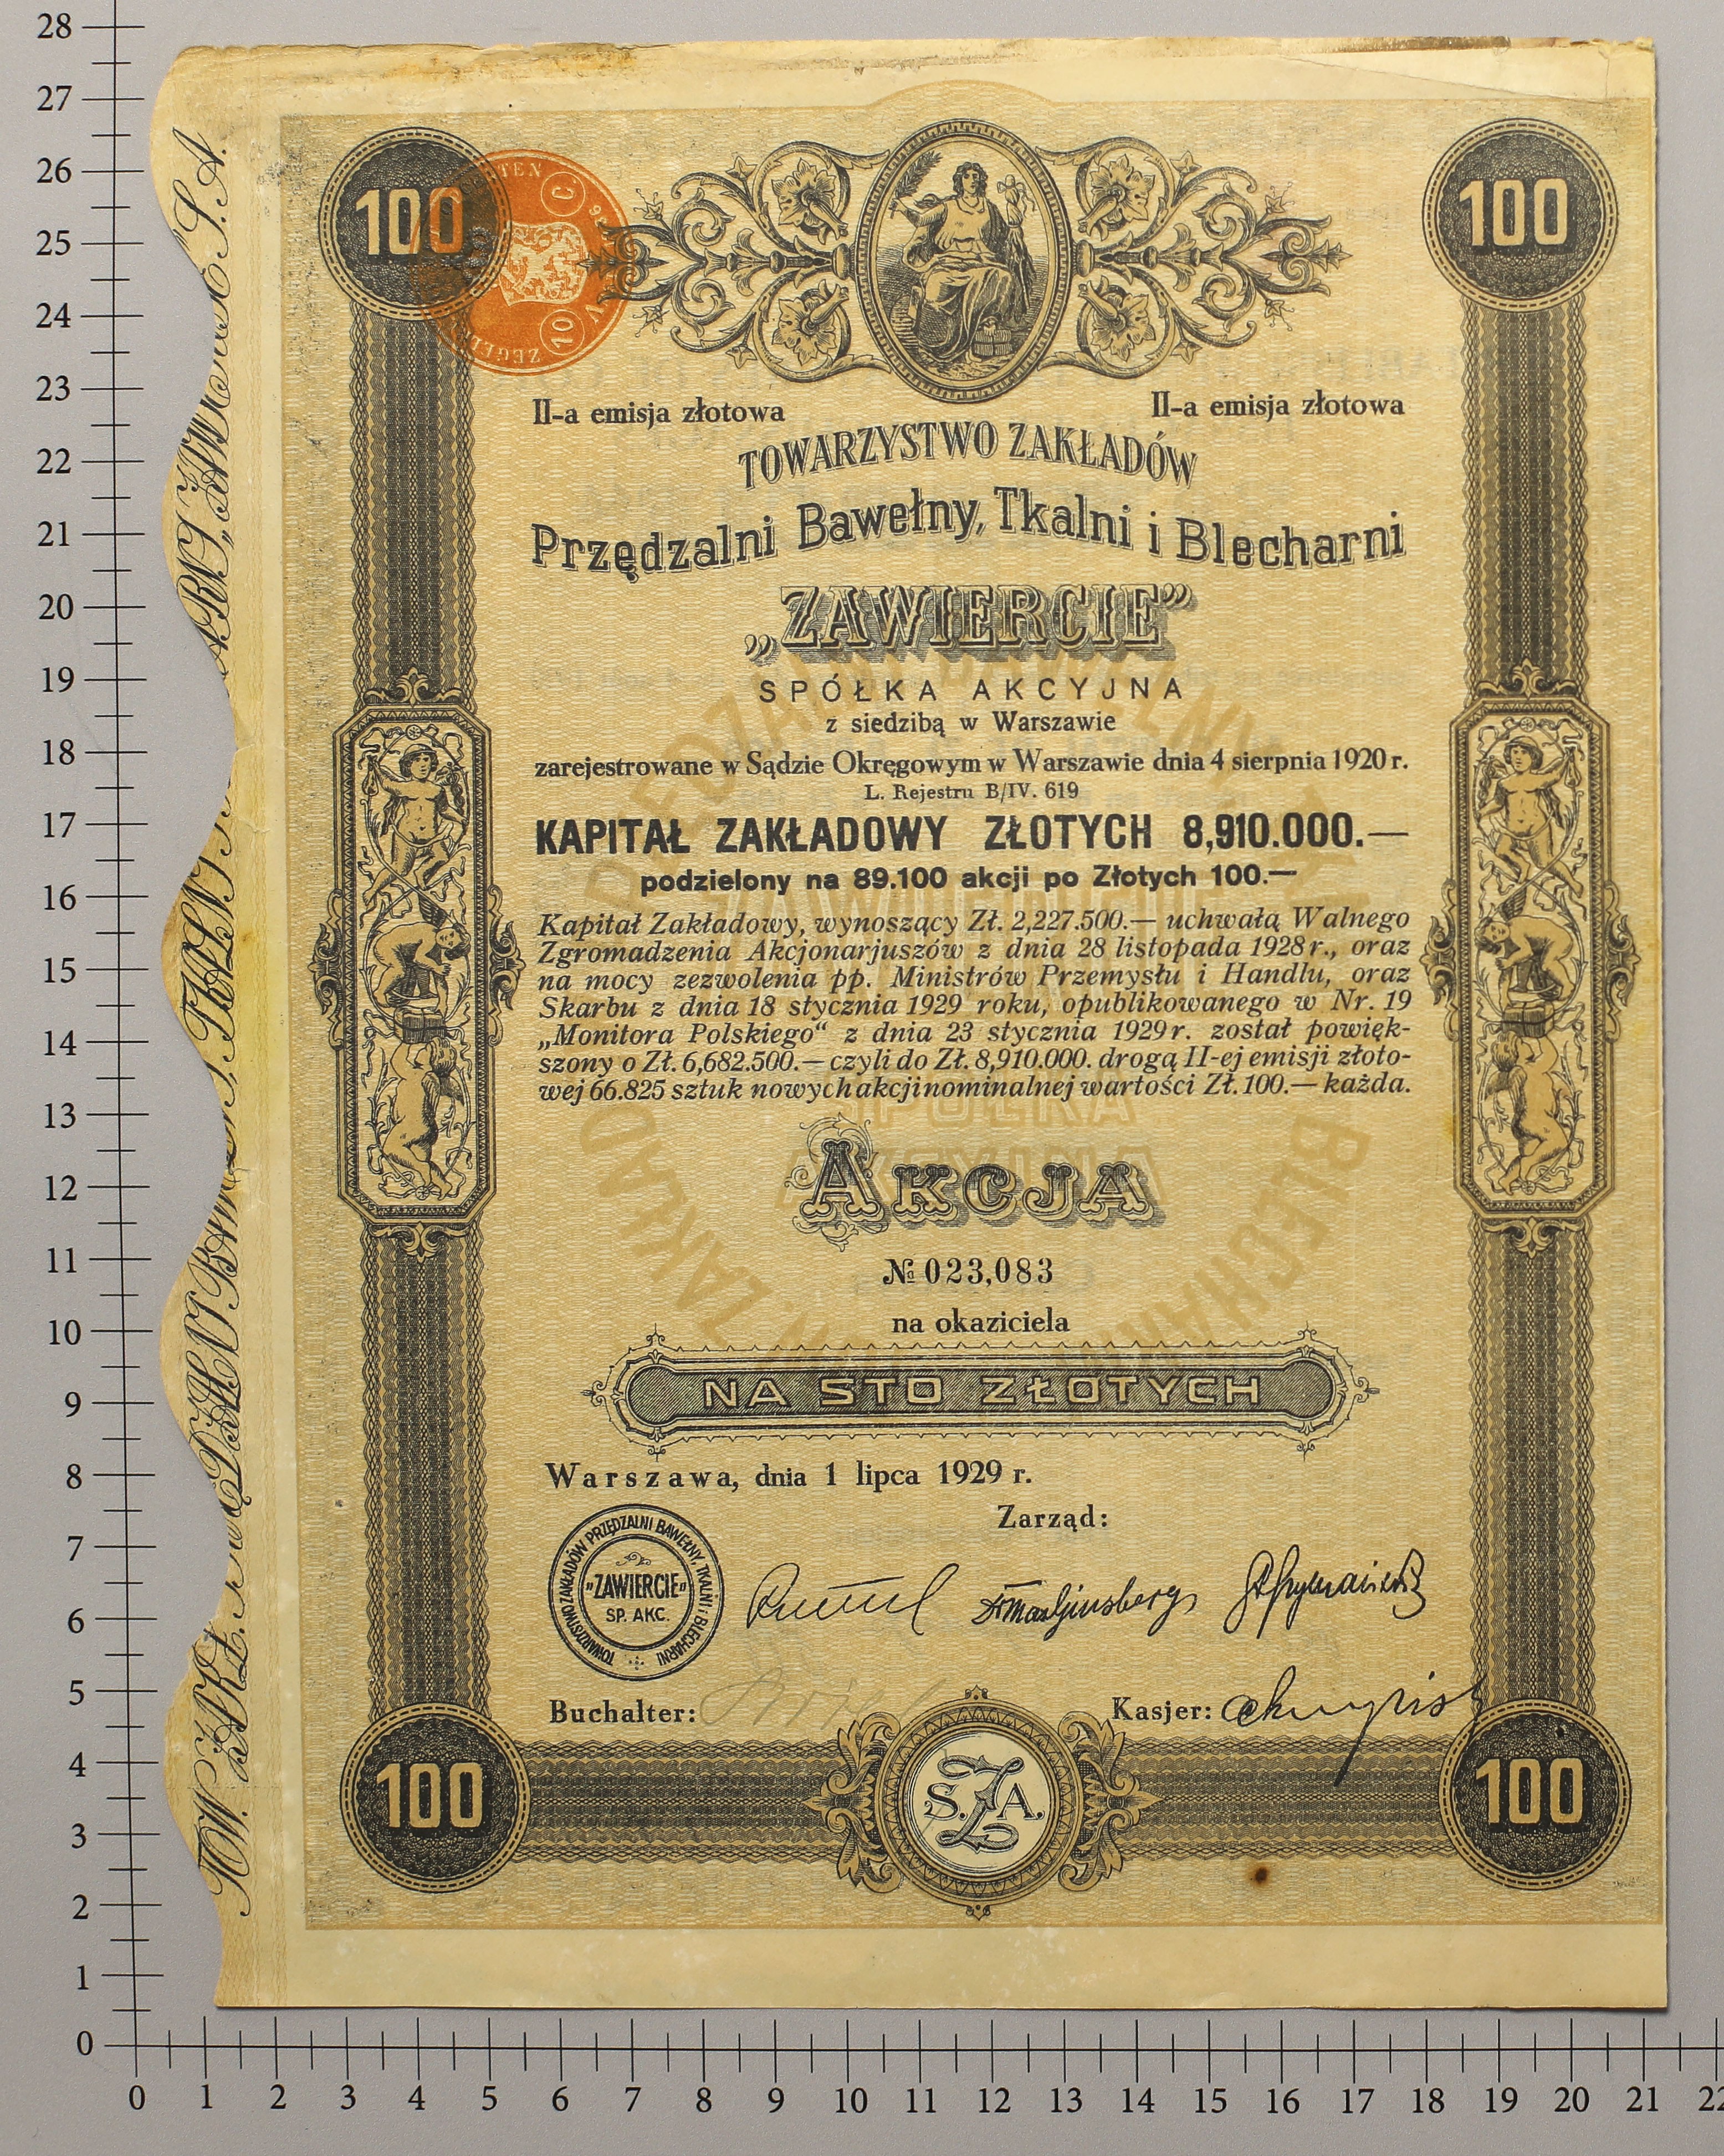 28
27
26
25
24
23
22
21
20
19
18
17
16
15
14
13
12
11
10
9
8
7
6
5
4
3
2
1
0
0 1 2 3 4 5 6 7 8 9 10 11 12 13 14 15 16 17 18 19 20 21 22
100
100
C.
10
II-a emisja złotowa
II-a emisja złotowa
TOWARZYSTWO ZAKŁADÓW
Przędzalni Bawełny, Tkalni i Blecharni
„ZAWIERCIE”
SPÓŁKA AKCYJNA
z siedzibą w Warszawie
zarejestrowane w Sądzie Okręgowym w Warszawie dnia 4 sierpnia 1920 r.
L. Rejestru B/IV. 619
KAPITAŁ ZAKŁADOWY ZŁOTYCH 8,910.000.—
podzielony na 89.100 akcji po Złotych 100.—
Kapitał Zakładowy, wynoszący Zł. 2,227.500.— uchwałą Walnego
Zgromadzenia Akcjonarjuszów z dnia 28 listopada 1928 r., oraz
na mocy zezwolenia pp. Ministrów Przemysłu i Handlu, oraz
Skarbu z dnia 18 stycznia 1929 roku, opublikowanego w Nr. 19
„Monitora Polskiego“ z dnia 23 stycznia 1929 r. został powięk-
szony o Zł. 6,682.500.— czyli do Zł. 8,910.000. drogą II-ej emisji złoto-
wej 66.825 sztuk nowych akcji nominalnej wartości Zł. 100.— każda.
AKCJA
№ 023,083
na okaziciela
NA STO ZŁOTYCH
Warszawa, dnia 1 lipca 1929 r.
Zarząd:
TOWARZYSTWO ZAKŁADÓW PRZĘDZALNI BAWEŁNY, TKALNI i BLECHARNI
„ZAWIERCIE”
SP. AKC.
Buchalter:
Kasjer:
100
S.Z.A.
100